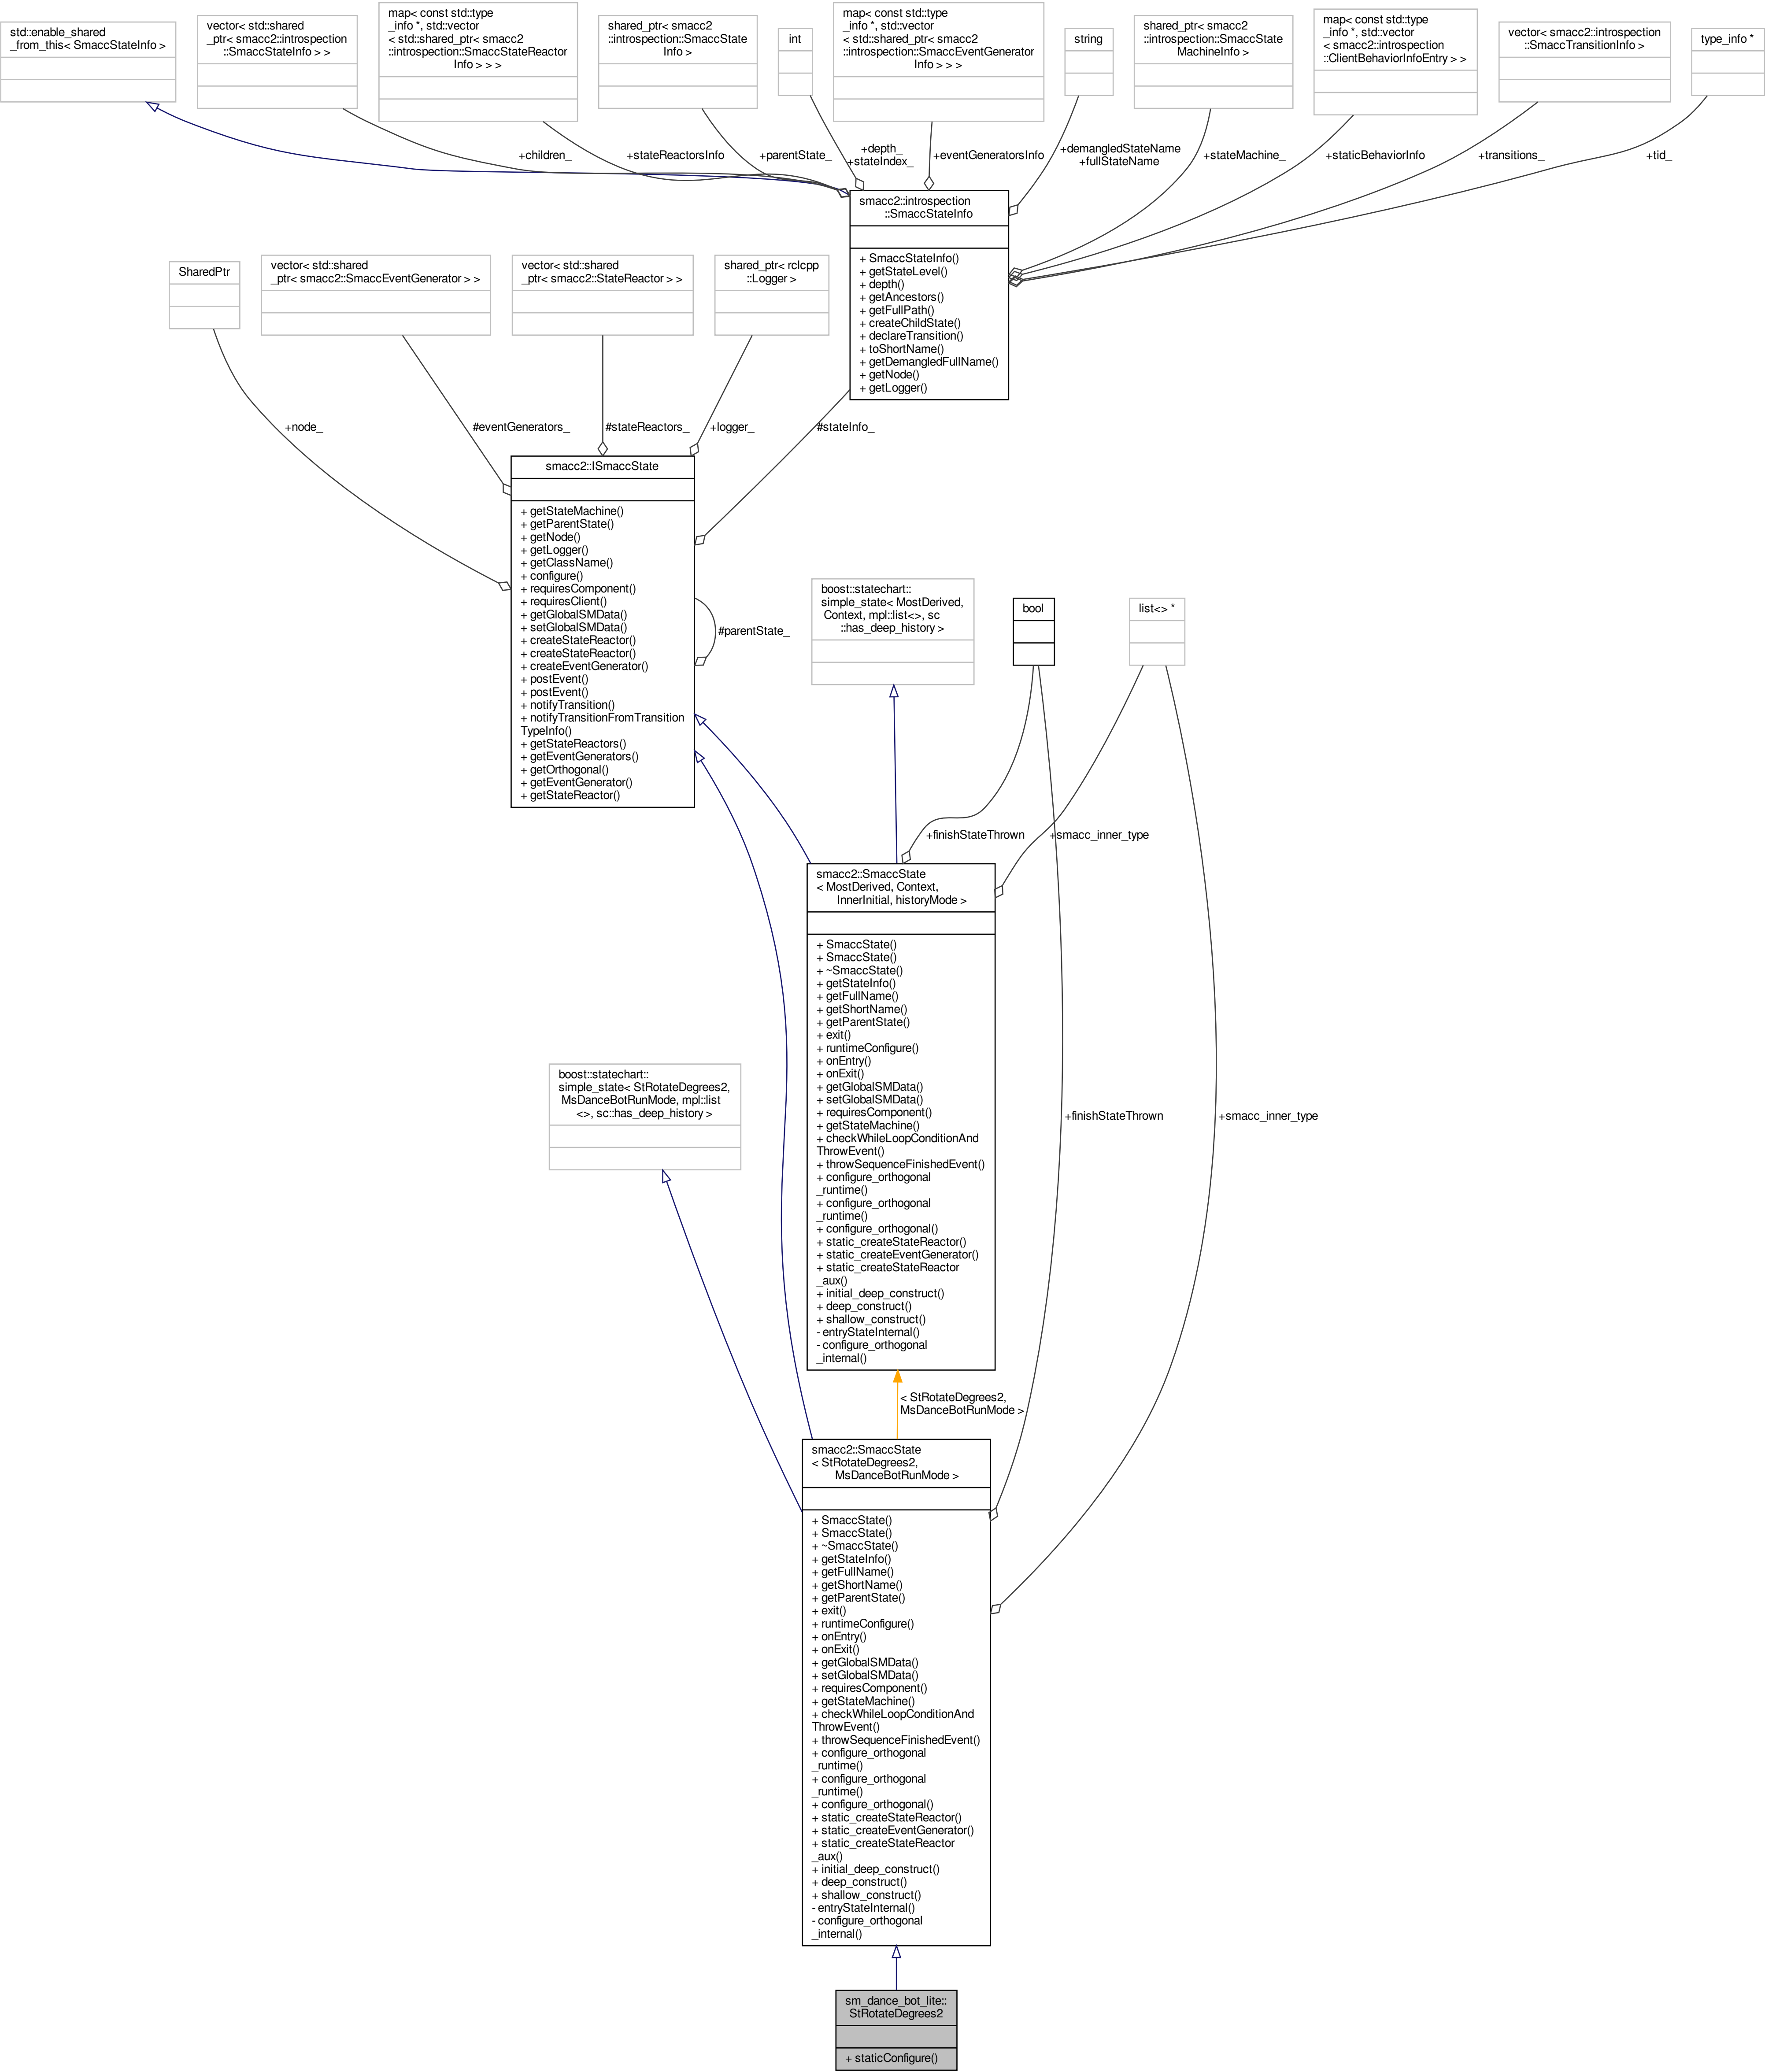 std::enable_shared
_from_this< SmaccStateInfo >
vector< std::shared
_ptr< smacc2::introspection
::SmaccStateInfo > >
map< const std::type
_info *, std::vector
< std::shared_ptr< smacc2
::introspection::SmaccStateReactor
Info > > >
shared_ptr< smacc2
::introspection::SmaccState
Info >
int
map< const std::type
_info *, std::vector
< std::shared_ptr< smacc2
::introspection::SmaccEventGenerator
Info > > >
string
shared_ptr< smacc2
::introspection::SmaccState
MachineInfo >
map< const std::type
_info *, std::vector
< smacc2::introspection
::ClientBehaviorInfoEntry > >
vector< smacc2::introspection
::SmaccTransitionInfo >
type_info *
+children_
+stateReactorsInfo
+parentState_
+depth_
+stateIndex_
+eventGeneratorsInfo
+demangledStateName
+fullStateName
+stateMachine_
+staticBehaviorInfo
+transitions_
+tid_
smacc2::introspection
::SmaccStateInfo
+ SmaccStateInfo()
+ getStateLevel()
+ depth()
+ getAncestors()
+ getFullPath()
+ createChildState()
+ declareTransition()
+ toShortName()
+ getDemangledFullName()
+ getNode()
+ getLogger()
SharedPtr
vector< std::shared
_ptr< smacc2::SmaccEventGenerator > >
vector< std::shared
_ptr< smacc2::StateReactor > >
shared_ptr< rclcpp
::Logger >
+node_
#eventGenerators_
#stateReactors_
+logger_
#stateInfo_
smacc2::ISmaccState
+ getStateMachine()
+ getParentState()
+ getNode()
+ getLogger()
+ getClassName()
+ configure()
+ requiresComponent()
+ requiresClient()
+ getGlobalSMData()
+ setGlobalSMData()
+ createStateReactor()
+ createStateReactor()
+ createEventGenerator()
+ postEvent()
+ postEvent()
+ notifyTransition()
+ notifyTransitionFromTransition
TypeInfo()
+ getStateReactors()
+ getEventGenerators()
+ getOrthogonal()
+ getEventGenerator()
+ getStateReactor()
#parentState_
boost::statechart::
simple_state< MostDerived,
Context, mpl::list<>, sc
::has_deep_history >
bool
list<> *
+finishStateThrown
+smacc_inner_type
smacc2::SmaccState
< MostDerived, Context,
InnerInitial, historyMode >
+ SmaccState()
+ SmaccState()
+ ~SmaccState()
+ getStateInfo()
+ getFullName()
+ getShortName()
+ getParentState()
+ exit()
+ runtimeConfigure()
+ onEntry()
+ onExit()
+ getGlobalSMData()
+ setGlobalSMData()
+ requiresComponent()
+ getStateMachine()
+ checkWhileLoopConditionAnd
ThrowEvent()
+ throwSequenceFinishedEvent()
+ configure_orthogonal
_runtime()
+ configure_orthogonal
_runtime()
+ configure_orthogonal()
+ static_createStateReactor()
+ static_createEventGenerator()
+ static_createStateReactor
_aux()
+ initial_deep_construct()
+ deep_construct()
+ shallow_construct()
- entryStateInternal()
- configure_orthogonal
_internal()
boost::statechart::
simple_state< StRotateDegrees2,
MsDanceBotRunMode, mpl::list
<>, sc::has_deep_history >
+finishStateThrown
+smacc_inner_type
< StRotateDegrees2,
MsDanceBotRunMode >
smacc2::SmaccState
< StRotateDegrees2,
MsDanceBotRunMode >
+ SmaccState()
+ SmaccState()
+ ~SmaccState()
+ getStateInfo()
+ getFullName()
+ getShortName()
+ getParentState()
+ exit()
+ runtimeConfigure()
+ onEntry()
+ onExit()
+ getGlobalSMData()
+ setGlobalSMData()
+ requiresComponent()
+ getStateMachine()
+ checkWhileLoopConditionAnd
ThrowEvent()
+ throwSequenceFinishedEvent()
+ configure_orthogonal
_runtime()
+ configure_orthogonal
_runtime()
+ configure_orthogonal()
+ static_createStateReactor()
+ static_createEventGenerator()
+ static_createStateReactor
_aux()
+ initial_deep_construct()
+ deep_construct()
+ shallow_construct()
- entryStateInternal()
- configure_orthogonal
_internal()
sm_dance_bot_lite::
StRotateDegrees2
+ staticConfigure()